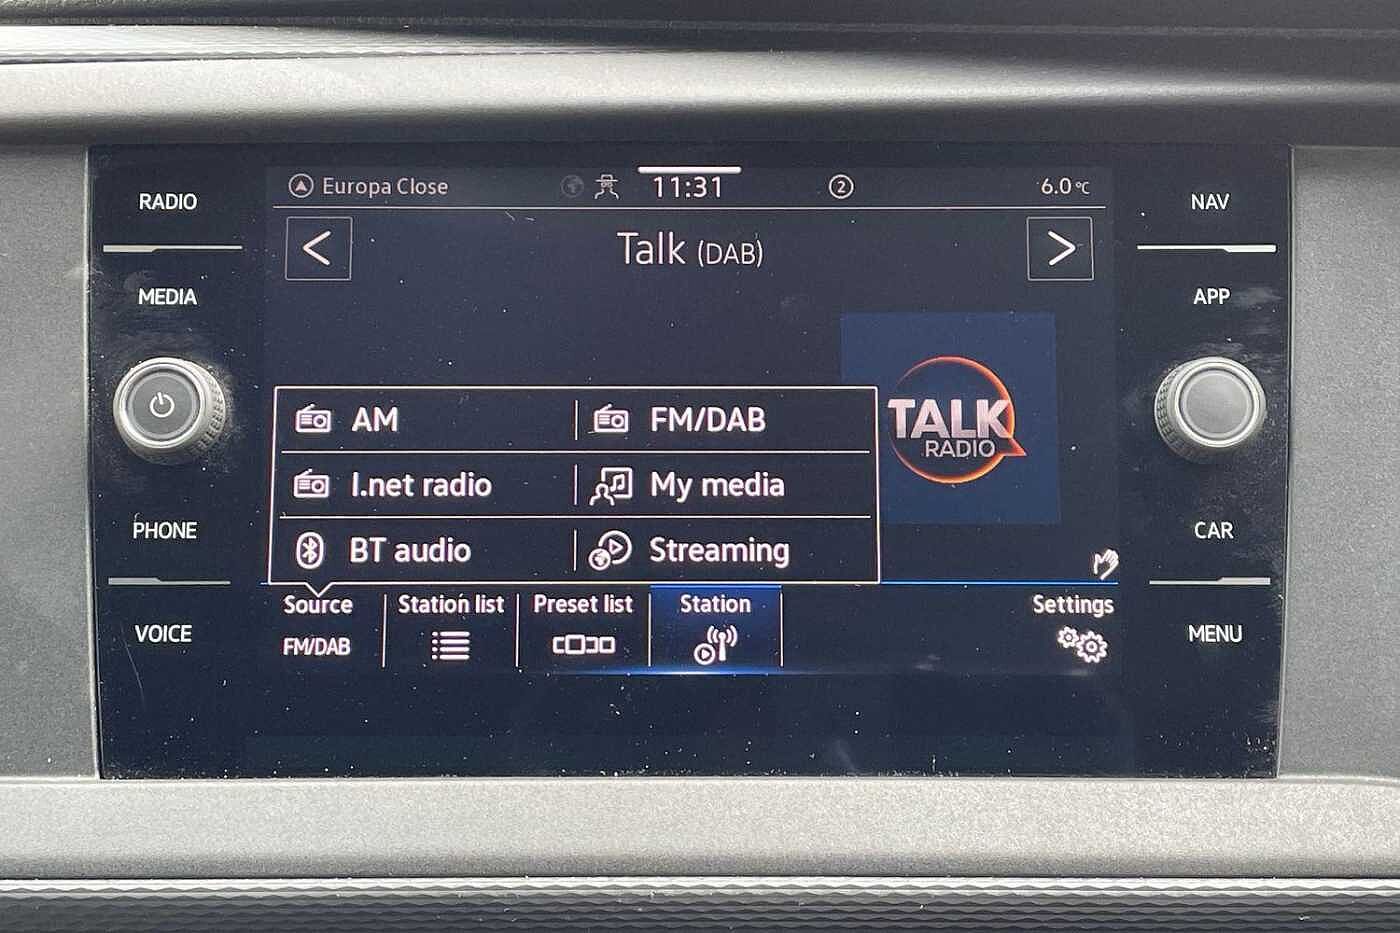 RADIO
MEDIA
PHONE
VOICE
Europa Close
11:31
2
6.0°C
Talk (DAB)
TALK
RADIO
AM
FM/DAB
I.net radio
My media
BT audio
Streaming
Source
FM/DAB
Station list
Preset list
Station
Settings
NAV
APP
CAR
MENU